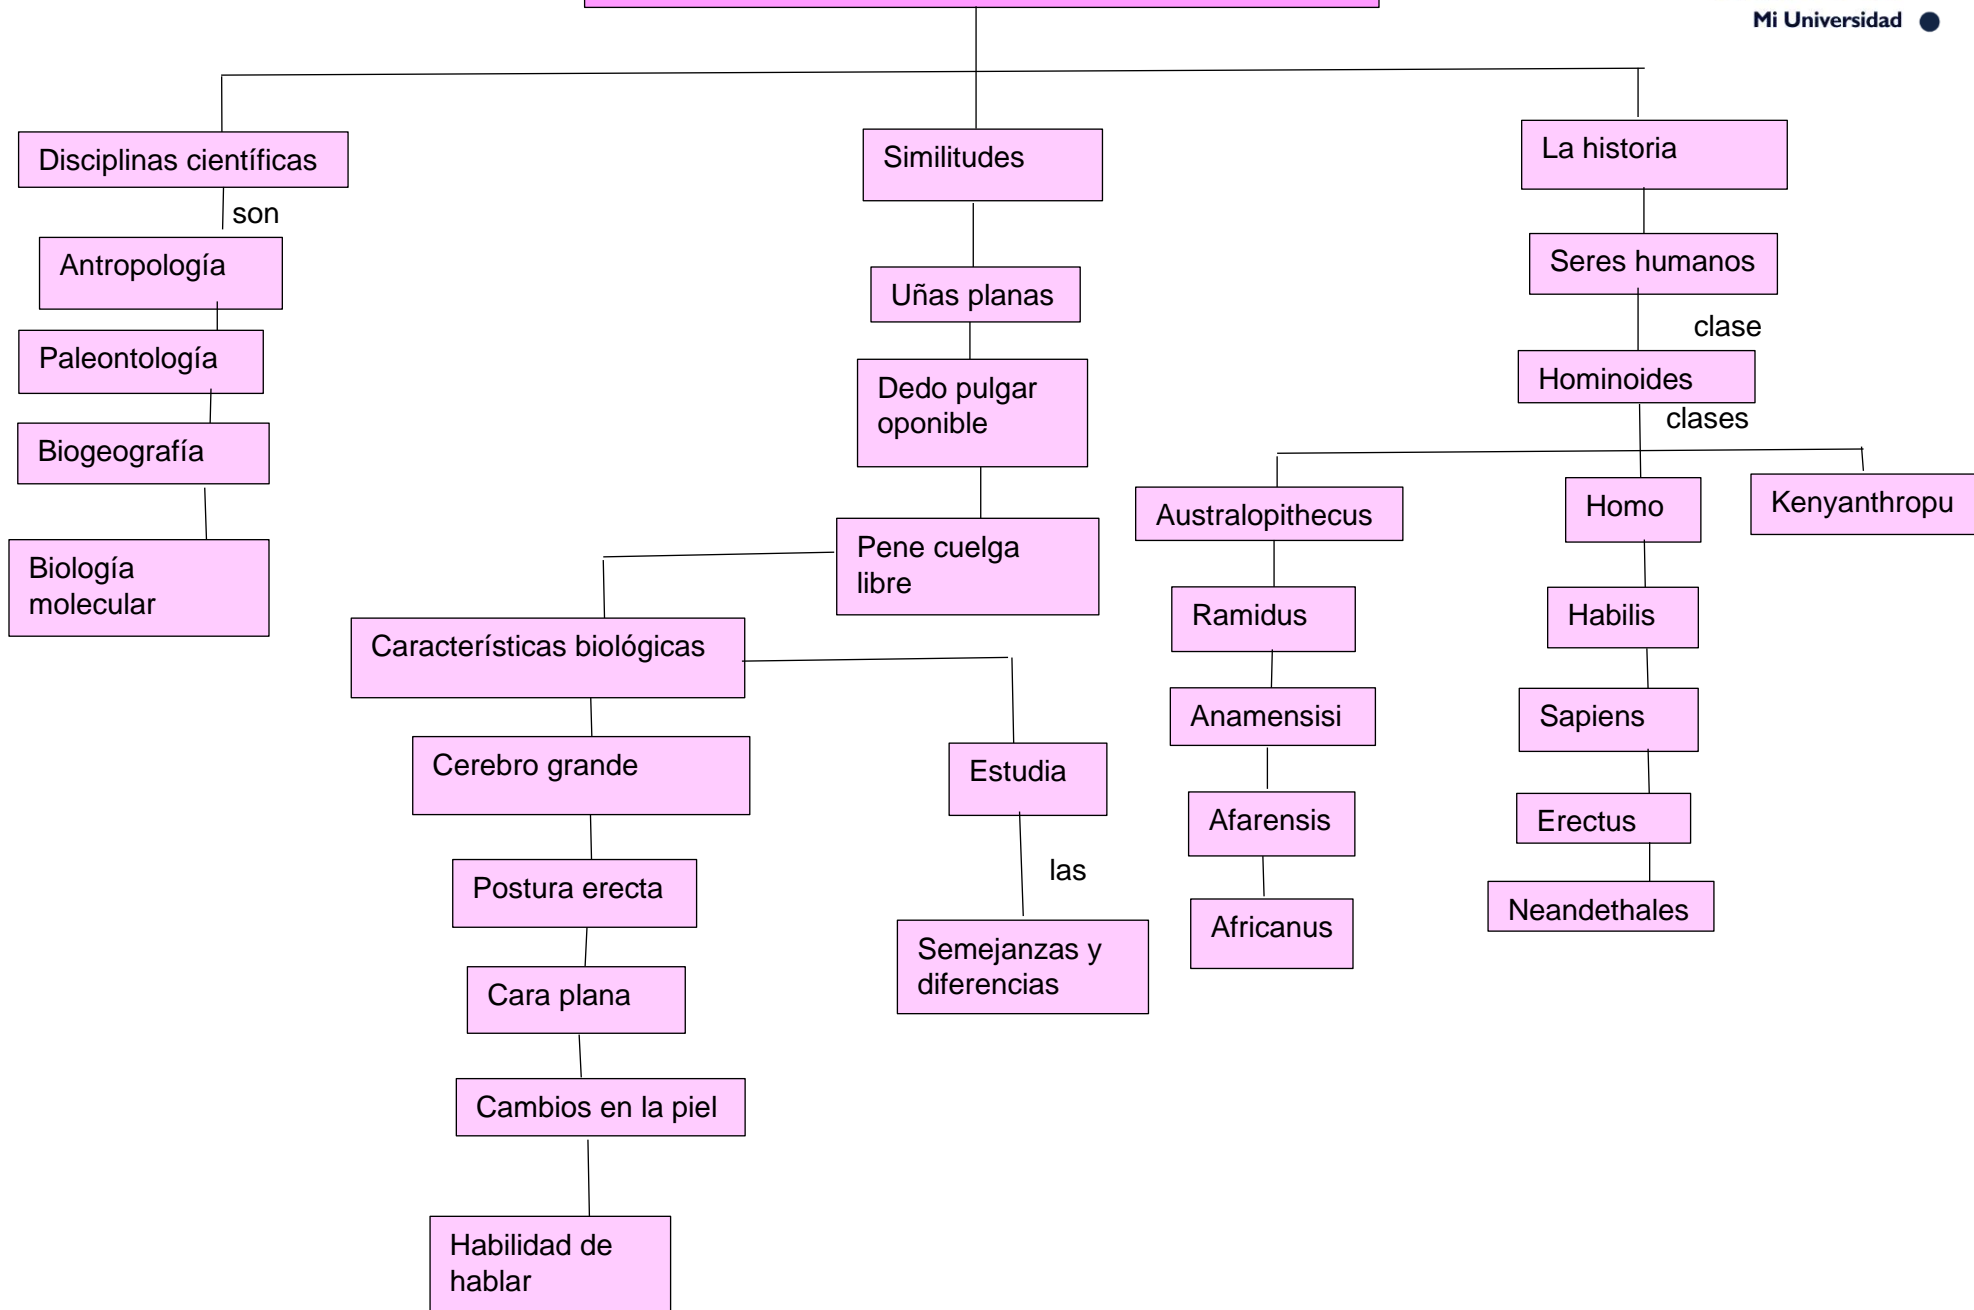 Mi Universidad
Disciplinas científicas
son
Antropología
Paleontología
Biogeografía
Biología
molecular
Similitudes
Uñas planas
Dedo pulgar
oponible
Pene cuelga
libre
Características biológicas
Cerebro grande
Postura erecta
Cara plana
Cambios en la piel
Habilidad de
hablar
Estudia
las
Semejanzas y
diferencias
La historia
Seres humanos
clase
Hominoides
clases
Australopithecus
Ramidus
Anamensisi
Afarensis
Africanus
Homo
Habilis
Sapiens
Erectus
Neandethales
Kenyanthropu